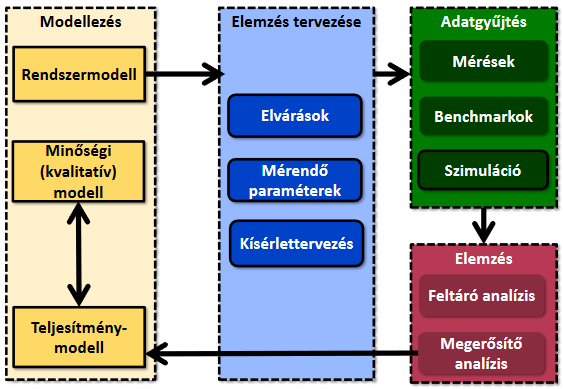 Modellezés
Rendszermodell
Minőségi
(kvalitatív)
modell
Teljesítmény-
modell
Elemzés tervezése
Elvárások
Mérendő
paraméterek
Kísérlettervezés
Adatgyűjtés
Mérések
Benchmarkok
Szimuláció
Elemzés
Feltáró analízis
Megerősítő
analízis